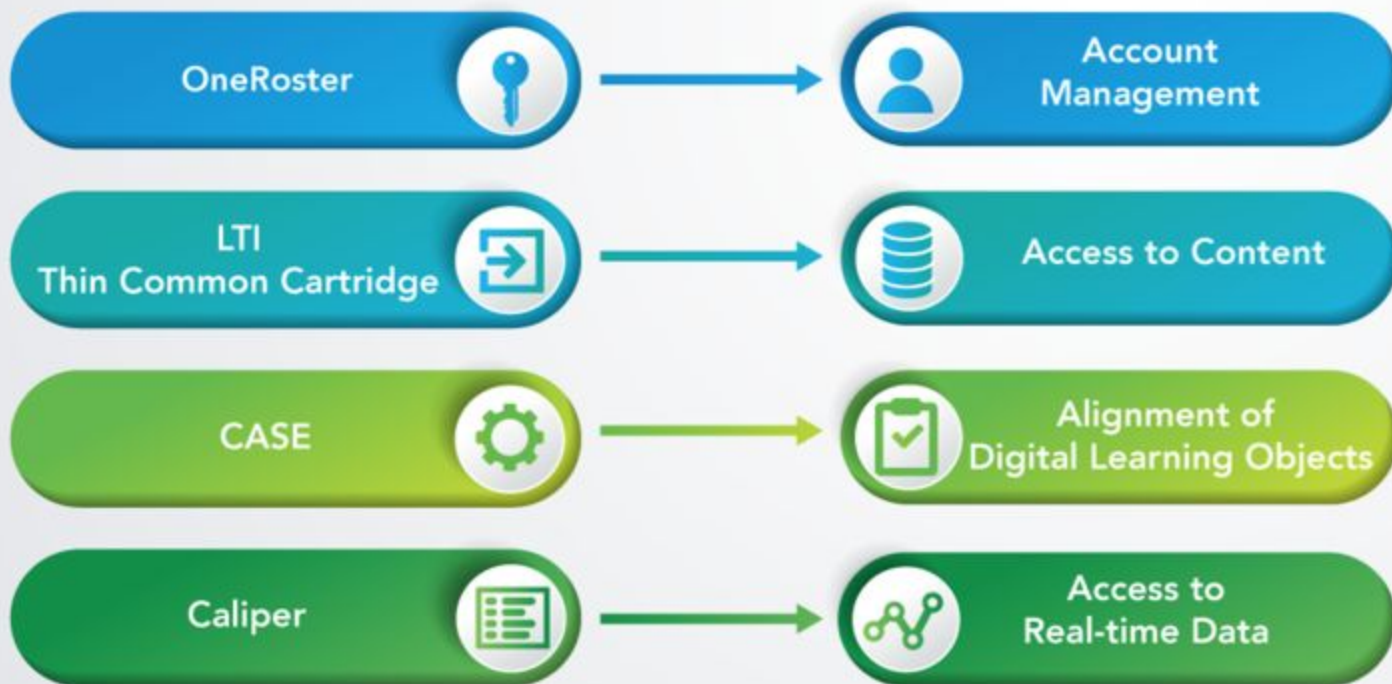 OneRoster
Account
Management
LTI
Thin Common Cartridge
Access to Content
CASE
Alignment of
Digital Learning Objects
Caliper
Access to
Real-time Data